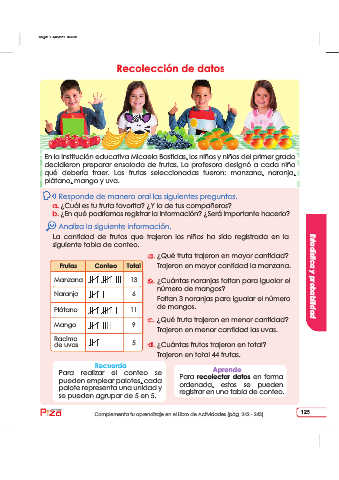 Recolección de datos
En la Institución educativa Micaela Bastidas, los niños y niñas del primer grado
decidieron preparar ensalada de frutas. La profesora designó a cada niña
qué debería traer. Las frutas seleccionadas fueron: manzana, naranja,
plátano, mango y uva.
Responde de manera oral las siguientes preguntas.
a. ¿Cuál es tu fruta favorita? ¿Y la de tus compañeros?
b. ¿En qué podríamos registrar la información? ¿Será importante hacerlo?
Analiza la siguiente información.
La cantidad de frutas que trajeron los niños ha sido registrada en la
siguiente tabla de conteo.
Frutas Conteo Total
Manzana 13
Naranja 6
Plátano 11
Mango 9
Racimo
de uvas 5
a. ¿Qué fruta trajeron en mayor cantidad?
Trajeron en mayor cantidad la manzana.
b. ¿Cuántas naranjas faltan para igualar el
número de mangos?
Faltan 3 naranjas para igualar el número
de mangos.
c. ¿Qué fruta trajeron en menor cantidad?
Trajeron en menor cantidad las uvas.
d. ¿Cuántas frutas trajeron en total?
Trajeron en total 44 frutas.
Recuerda
Para realizar el conteo se
pueden emplear palotes, cada
palote representa una unidad y
se pueden agrupar de 5 en 5.
Aprende
Para recolectar datos en forma
ordenada, estos se pueden
registrar en una tabla de conteo.
Estadística y probabilidad
Complementa tu aprendizaje en el libro de Actividades (pág. 242 - 243)
125